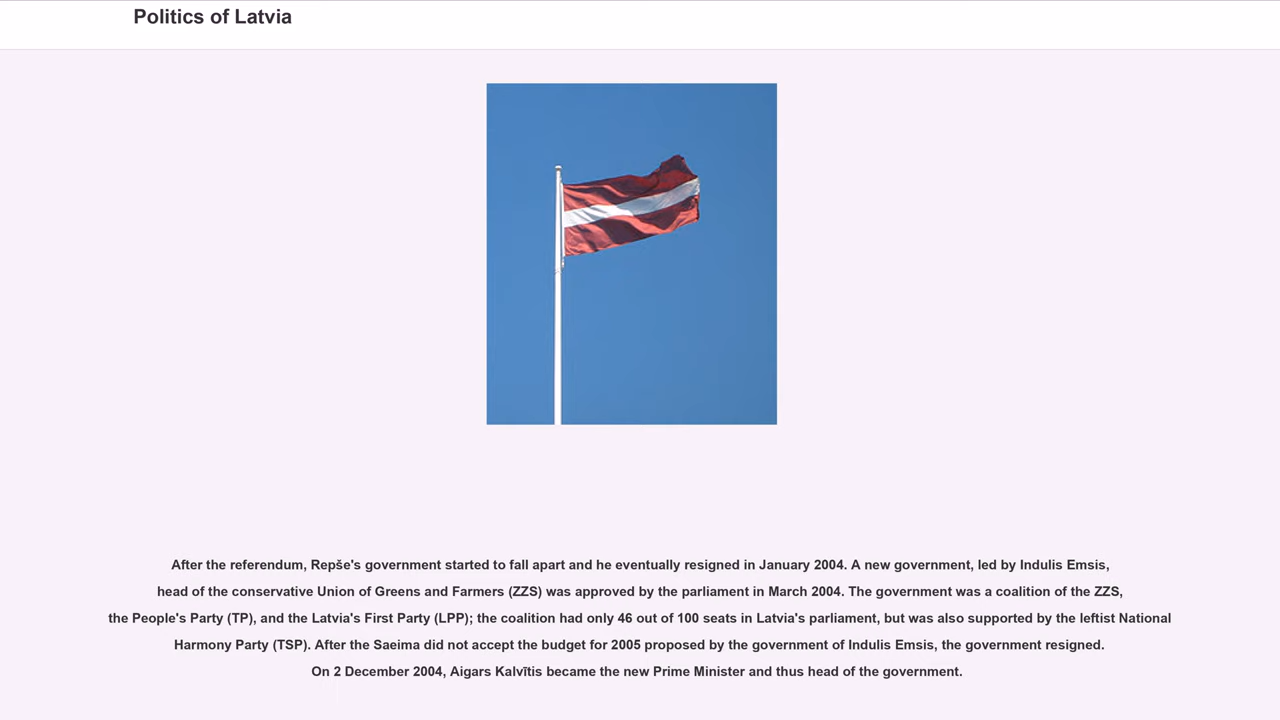 Politics of Latvia
After the referendum, Repše's government started to fall apart and he eventually resigned in January 2004. A new government, led by Indulis Emsis,
head of the conservative Union of Greens and Farmers (ZZS) was approved by the parliament in March 2004. The government was a coalition of the ZZS,
the People's Party (TP), and the Latvia's First Party (LPP); the coalition had only 46 out of 100 seats in Latvia's parliament, but was also supported by the leftist National
Harmony Party (TSP). After the Saeima did not accept the budget for 2005 proposed by the government of Indulis Emsis, the government resigned.
On 2 December 2004, Aigars Kalvītis became the new Prime Minister and thus head of the government.